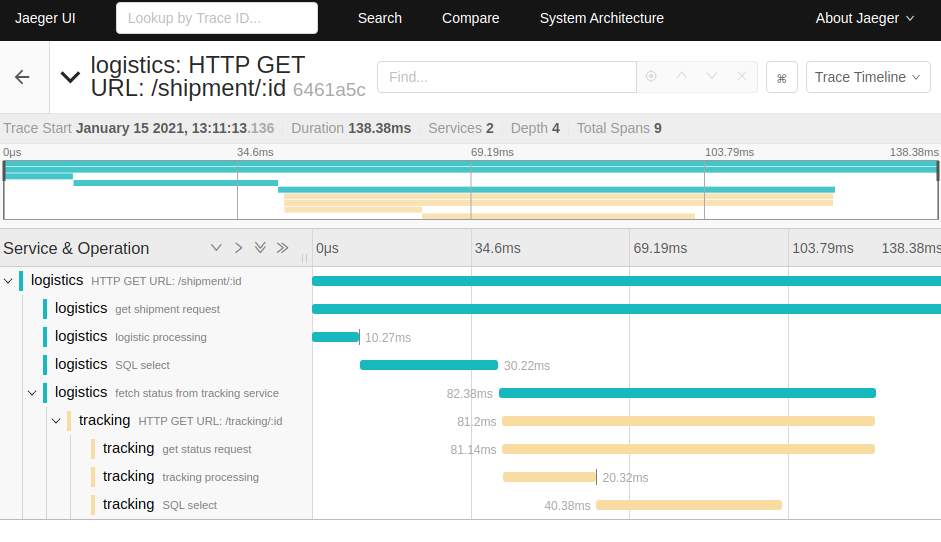 Jaeger UI Lookup by Trace ID... Search Compare System Architecture About Jaeger
logistics: HTTP GET
URL: /shipment/:id 6461a5c
Find... ⌘ Trace Timeline
Trace Start January 15 2021, 13:11:13.136 Duration 138.38ms Services 2 Depth 4 Total Spans 9
0μs 34.6ms 69.19ms 103.79ms 138.38ms
Service & Operation 0μs 34.6ms 69.19ms 103.79ms 138.38ms
logistics HTTP GET URL: /shipment/:id
logistics get shipment request
logistics logistic processing 10.27ms
logistics SQL select 30.22ms
logistics fetch status from tracking service 82.38ms
tracking HTTP GET URL: /tracking/:id 81.2ms
tracking get status request 81.14ms
tracking tracking processing 20.32ms
tracking SQL select 40.38ms